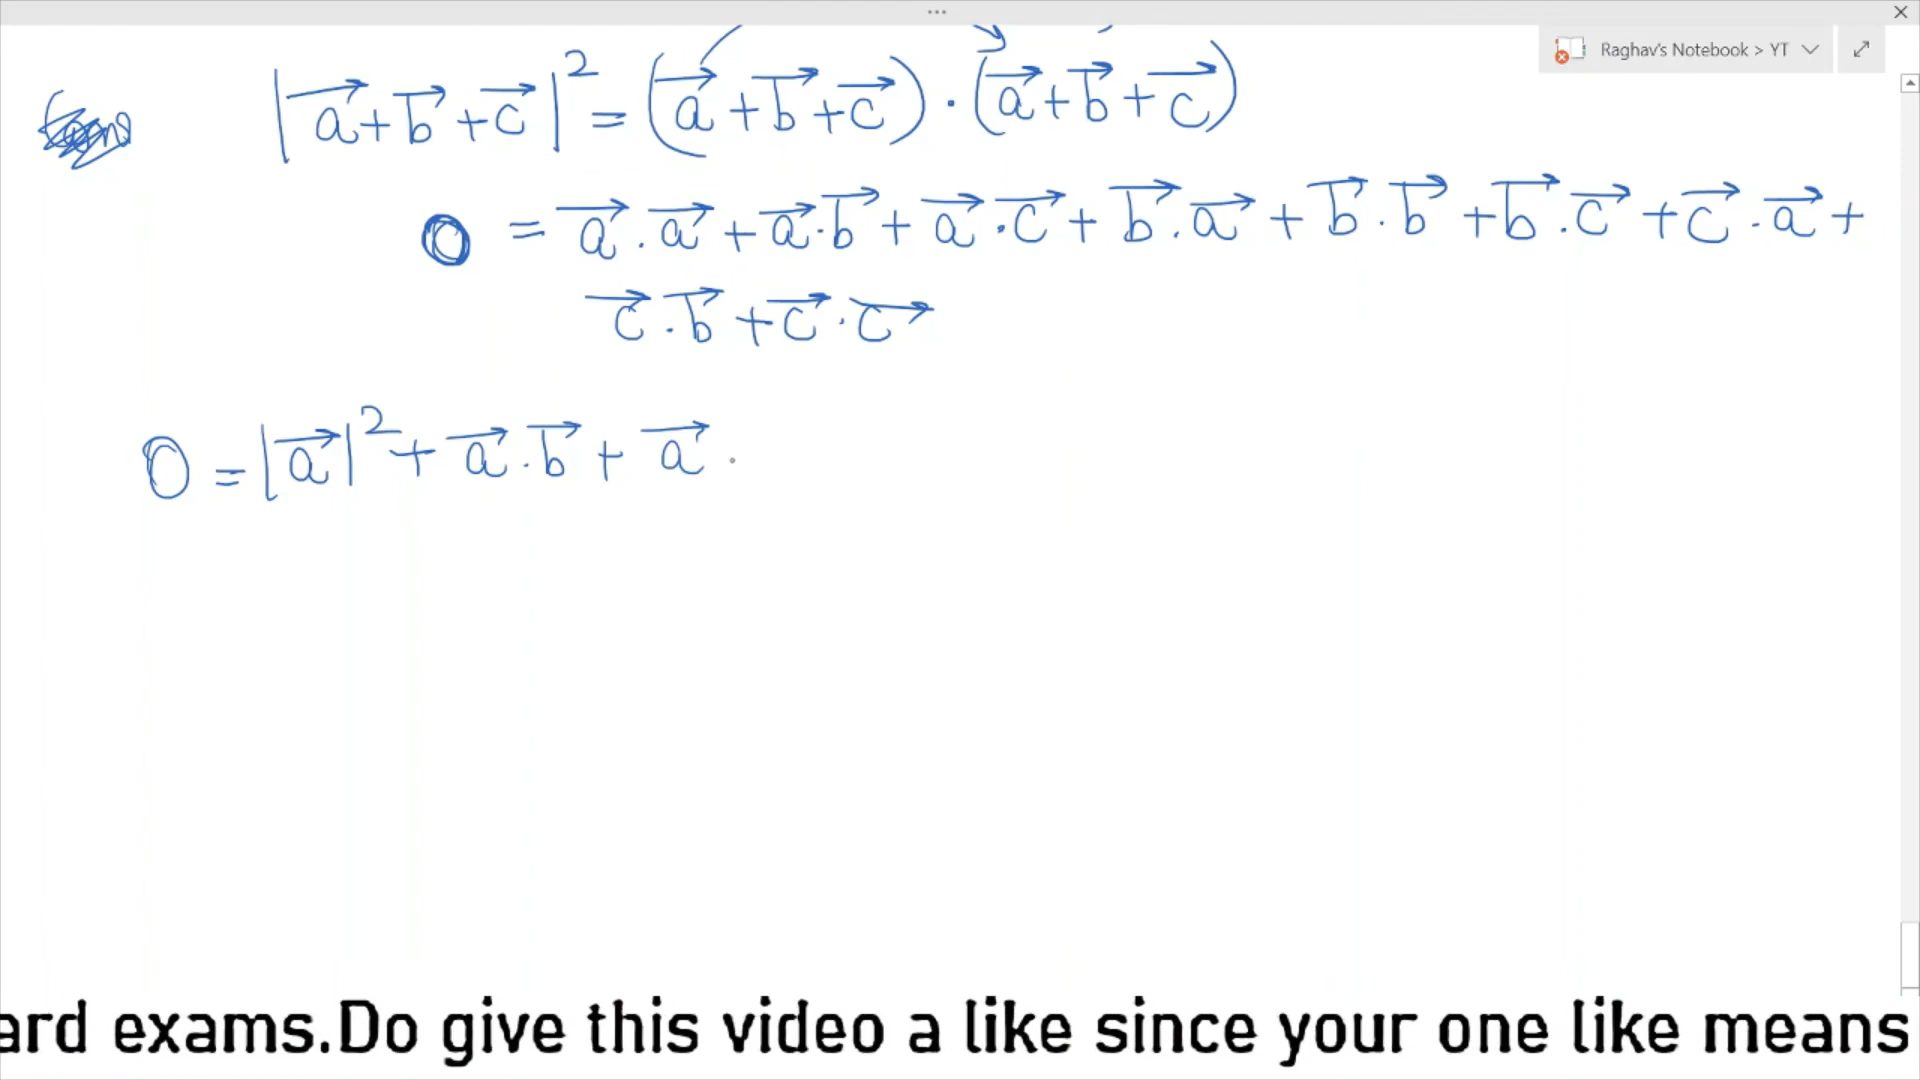 Raghav's Notebook > YT
|a⃗+b⃗+c⃗|² = (a⃗+b⃗+c⃗)·(a⃗+b⃗+c⃗)
0 = a⃗.a⃗+a⃗.b⃗+a⃗.c⃗+b⃗.a⃗+b⃗.b⃗+b⃗.c⃗+c⃗.a⃗+
c⃗.b⃗+c⃗.c⃗
0 = |a⃗|²+a⃗.b⃗+a⃗.
ard exams.Do give this video a like since your one like means